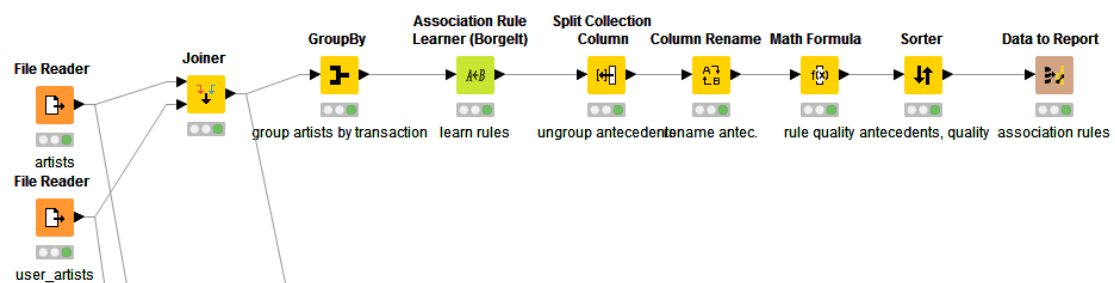 Association Rule
Learner (Borgelt)
Split Collection
Column
GroupBy
Column Rename
Math Formula
Sorter
Data to Report
Joiner
File Reader
A+B
A
B
f(x)
group artists by transaction
learn rules
ungroup antecedents
rename antec.
rule quality
antecedents, quality
association rules
artists
File Reader
user_artists